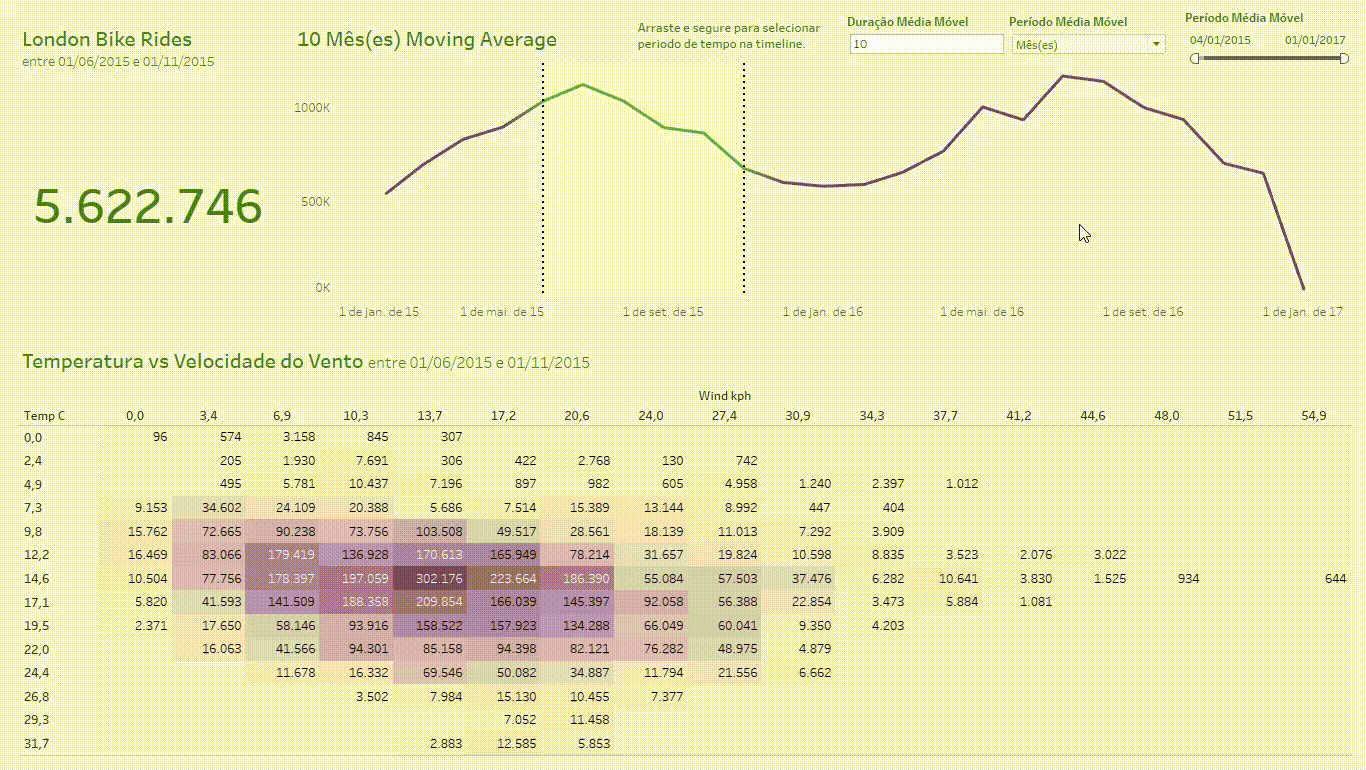 London Bike Rides
entre 01/06/2015 e 01/11/2015
5.622.746
10 Mês(es) Moving Average
Arraste e segure para selecionar
periodo de tempo na timeline.
Duração Média Móvel
10
Período Média Móvel
Mês(es)
Período Média Móvel
04/01/2015 01/01/2017
1000K
500K
0K
1 de jan. de 15 1 de mai. de 15 1 de set. de 15 1 de jan. de 16 1 de mai. de 16 1 de set. de 16 1 de jan. de 17
Temperatura vs Velocidade do Vento entre 01/06/2015 e 01/11/2015
Wind kph
Temp C 0,0 3,4 6,9 10,3 13,7 17,2 20,6 24,0 27,4 30,9 34,3 37,7 41,2 44,6 48,0 51,5 54,9
0,0 96 574 3.158 845 307
2,4 205 1.930 7.691 306 422 2.768 130 742
4,9 495 5.781 10.437 7.196 897 982 605 4.958 1.240 2.397 1.012
7,3 9.153 34.602 24.109 20.388 5.686 7.514 15.389 13.144 8.992 447 404
9,8 15.762 72.665 90.238 73.756 103.508 49.517 28.561 18.139 11.013 7.292 3.909
12,2 16.469 83.066 179.419 136.928 170.613 165.949 78.214 31.657 19.824 10.598 8.835 3.523 2.076 3.022
14,6 10.504 77.756 178.397 197.059 302.176 223.664 186.390 55.084 57.503 37.476 6.282 10.641 3.830 1.525 934 644
17,1 5.820 41.593 141.509 188.358 209.854 166.039 145.397 92.058 56.388 22.854 3.473 5.884 1.081
19,5 2.371 17.650 58.146 93.916 158.522 157.923 134.288 66.049 60.041 9.350 4.203
22,0 16.063 41.566 94.301 85.158 94.398 82.121 76.282 48.975 4.879
24,4 11.678 16.332 69.546 50.082 34.887 11.794 21.556 6.662
26,8 3.502 7.984 15.130 10.455 7.377
29,3 7.052 11.458
31,7 2.883 12.585 5.853